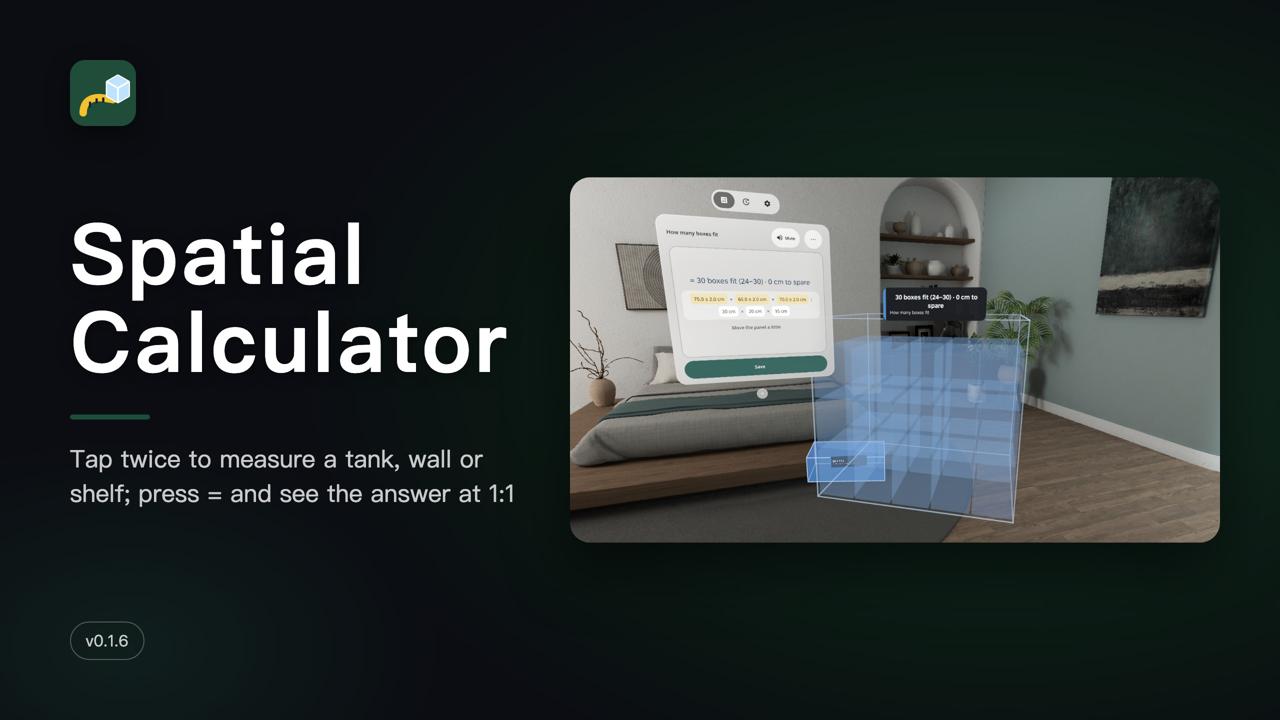 Spatial
Calculator
Tap twice to measure a tank, wall or
shelf; press = and see the answer at 1:1
v0.1.6
How many boxes fit
Mute
= 30 boxes fit (24–30) · 0 cm to spare
75.0 ± 2.0 cm × 65.0 ± 2.0 cm × 70.0 ± 2.0 cm
30 cm × 20 cm × 15 cm
Move the panel a little
Save
30 boxes fit (24–30) · 0 cm to
spare
How many boxes fit